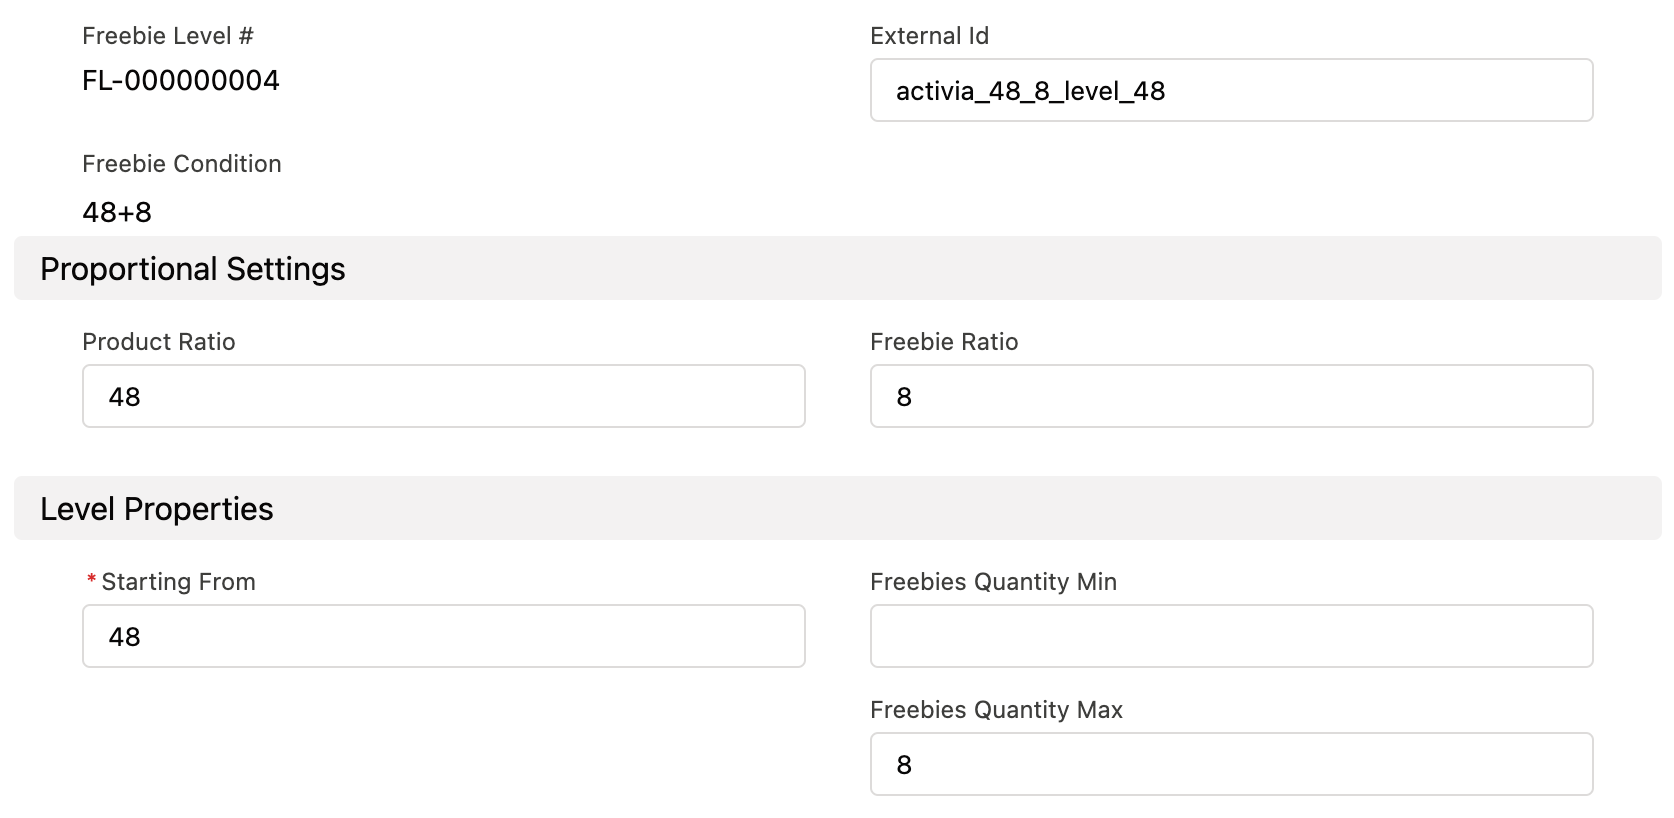 Freebie Level #
FL-000000004
External Id
activia_48_8_level_48
Freebie Condition
48+8
Proportional Settings
Product Ratio
48
Freebie Ratio
8
Level Properties
* Starting From
48
Freebies Quantity Min
Freebies Quantity Max
8